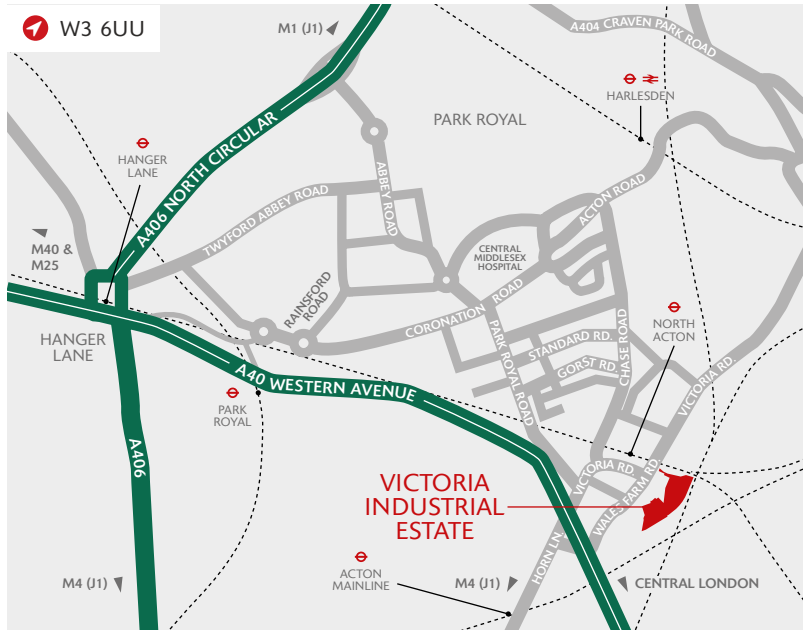 W3 6UU
M1 (J1)
A404 CRAVEN PARK ROAD
HARLESDEN
PARK ROYAL
HANGER
LANE
A406 NORTH CIRCULAR
ABBEY ROAD
TWYFORD ABBEY ROAD
ACTON ROAD
M40 &
M25
CENTRAL
MIDDLESEX
HOSPITAL
RAINSFORD
ROAD
CORONATION ROAD
NORTH
ACTON
HANGER
LANE
STANDARD RD.
GORST RD.
CHASE ROAD
PARK ROYAL ROAD
VICTORIA RD.
A40 WESTERN AVENUE
PARK
ROYAL
A406
VICTORIA RD.
WALES FARM RD.
VICTORIA
INDUSTRIAL
ESTATE
HORN LN.
ACTON
MAINLINE
M4 (J1)
M4 (J1)
CENTRAL LONDON